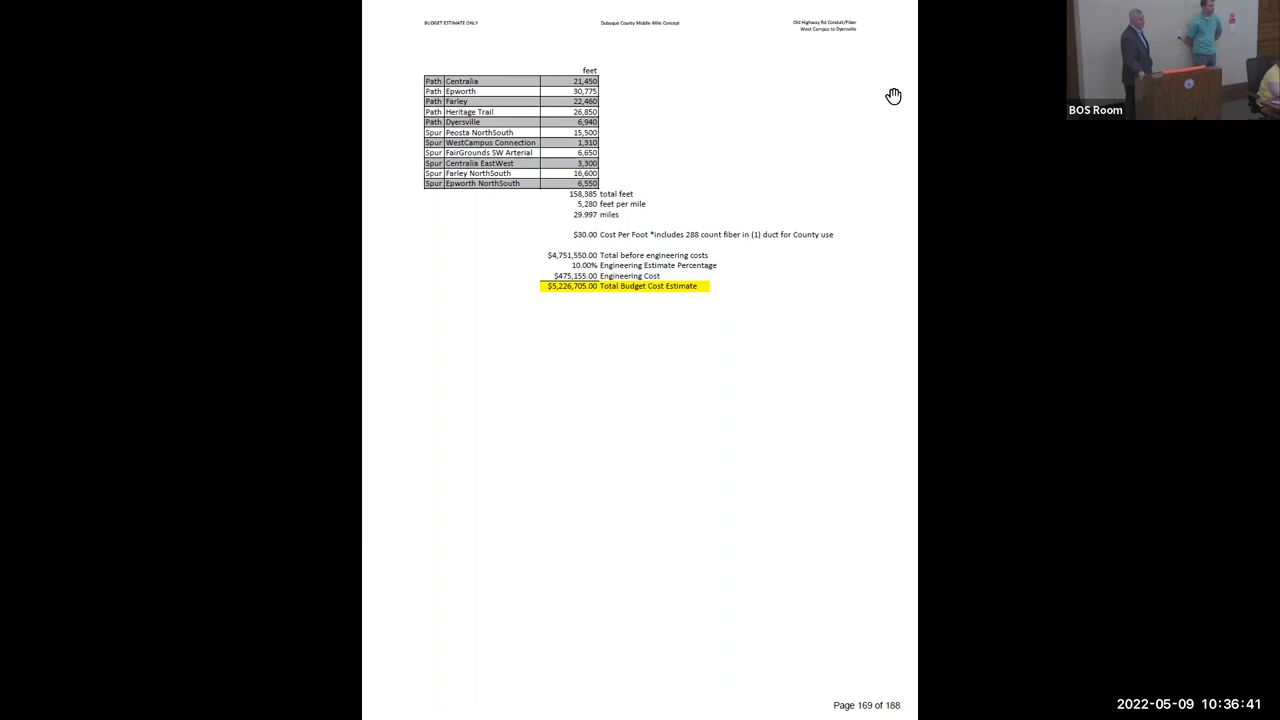 BUDGET ESTIMATE ONLY
Dubuque County Middle-Mile Concept
Old Highway Rd Conduit/Fiber
West Campus to Dyersville
feet
Path Centralia 21,450
Path Epworth 30,775
Path Farley 22,460
Path Heritage Trail 26,850
Path Dyersville 6,940
Spur Peosta NorthSouth 15,500
Spur WestCampus Connection 1,310
Spur FairGrounds SW Arterial 6,650
Spur Centralia EastWest 3,300
Spur Farley NorthSouth 16,600
Spur Epworth NorthSouth 6,550
158,385 total feet
5,280 feet per mile
29.997 miles
$30.00 Cost Per Foot *includes 288 count fiber in (1) duct for County use
$4,751,550.00 Total before engineering costs
10.00% Engineering Estimate Percentage
$475,155.00 Engineering Cost
$5,226,705.00 Total Budget Cost Estimate
Page 169 of 188
BOS Room
2022-05-09 10:36:41